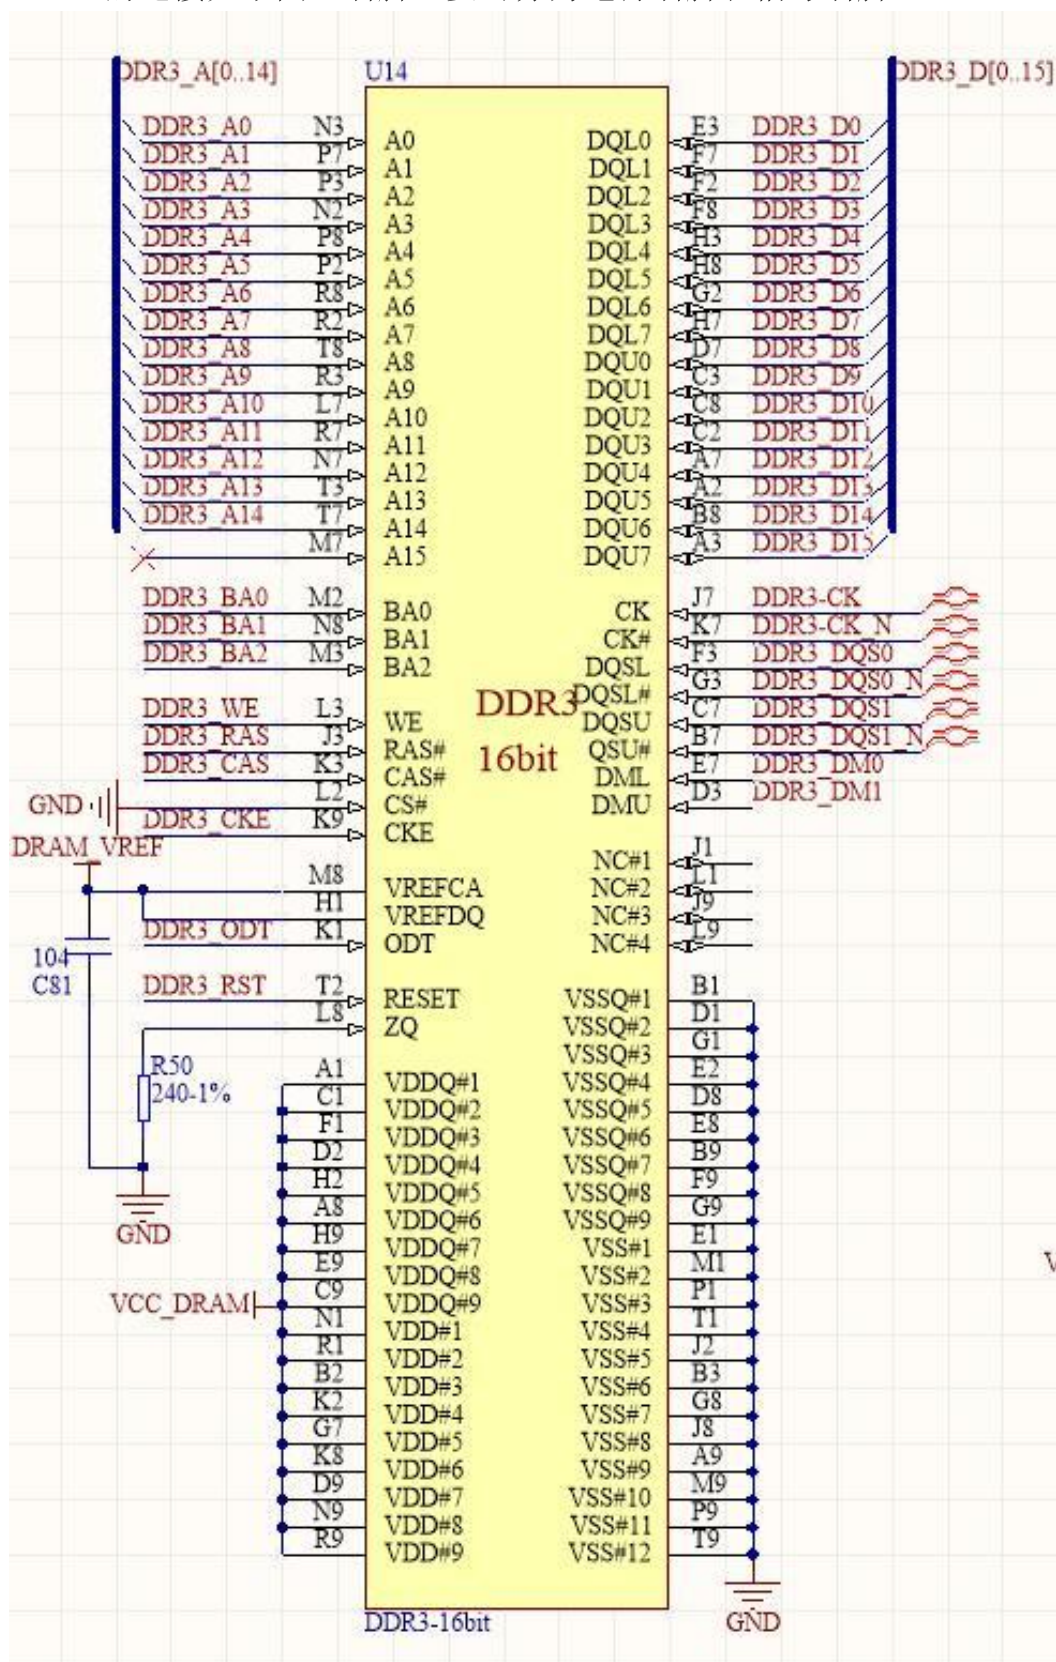 DDR3_A[0..14] U14 DDR3_D[0..15]
DDR3_A0 N3 A0 DQL0 E3 DDR3_D0
DDR3_A1 P7 A1 DQL1 F7 DDR3_D1
DDR3_A2 P3 A2 DQL2 F2 DDR3_D2
DDR3_A3 N2 A3 DQL3 F8 DDR3_D3
DDR3_A4 P8 A4 DQL4 H3 DDR3_D4
DDR3_A5 P2 A5 DQL5 H8 DDR3_D5
DDR3_A6 R8 A6 DQL6 G2 DDR3_D6
DDR3_A7 R2 A7 DQL7 H7 DDR3_D7
DDR3_A8 T8 A8 DQU0 D7 DDR3_D8
DDR3_A9 R3 A9 DQU1 C3 DDR3_D9
DDR3_A10 L7 A10 DQU2 C8 DDR3_D10
DDR3_A11 R7 A11 DQU3 C2 DDR3_D11
DDR3_A12 N7 A12 DQU4 A7 DDR3_D12
DDR3_A13 T3 A13 DQU5 A2 DDR3_D13
DDR3_A14 T7 A14 DQU6 B8 DDR3_D14
M7 A15 DQU7 A3 DDR3_D15
DDR3_BA0 M2 BA0 CK J7 DDR3-CK
DDR3_BA1 N8 BA1 CK# K7 DDR3-CK_N
DDR3_BA2 M3 BA2 DQSL F3 DDR3_DQS0
DQSL# G3 DDR3_DQS0_N
DDR3_WE L3 WE DDR3 DQSU C7 DDR3_DQS1
DDR3_RAS J3 RAS# 16bit QSU# B7 DDR3_DQS1_N
DDR3_CAS K3 CAS# DML E7 DDR3_DM0
GND L2 CS# DMU D3 DDR3_DM1
DDR3_CKE K9 CKE
DRAM_VREF NC#1 J1
M8 VREFCA NC#2 L1
H1 VREFDQ NC#3 J9
DDR3_ODT K1 ODT NC#4 L9
104
C81
DDR3_RST T2 RESET VSSQ#1 B1
L8 ZQ VSSQ#2 D1
VSSQ#3 G1
R50
240-1%
A1 VDDQ#1 VSSQ#4 E2
C1 VDDQ#2 VSSQ#5 D8
F1 VDDQ#3 VSSQ#6 E8
D2 VDDQ#4 VSSQ#7 B9
H2 VDDQ#5 VSSQ#8 F9
A8 VDDQ#6 VSSQ#9 G9
GND
H9 VDDQ#7 VSS#1 E1
E9 VDDQ#8 VSS#2 M1
VCC_DRAM C9 VDDQ#9 VSS#3 P1
N1 VDD#1 VSS#4 T1
R1 VDD#2 VSS#5 J2
B2 VDD#3 VSS#6 B3
K2 VDD#4 VSS#7 G8
G7 VDD#5 VSS#8 J8
K8 VDD#6 VSS#9 A9
D9 VDD#7 VSS#10 M9
N9 VDD#8 VSS#11 P9
R9 VDD#9 VSS#12 T9
DDR3-16bit GND